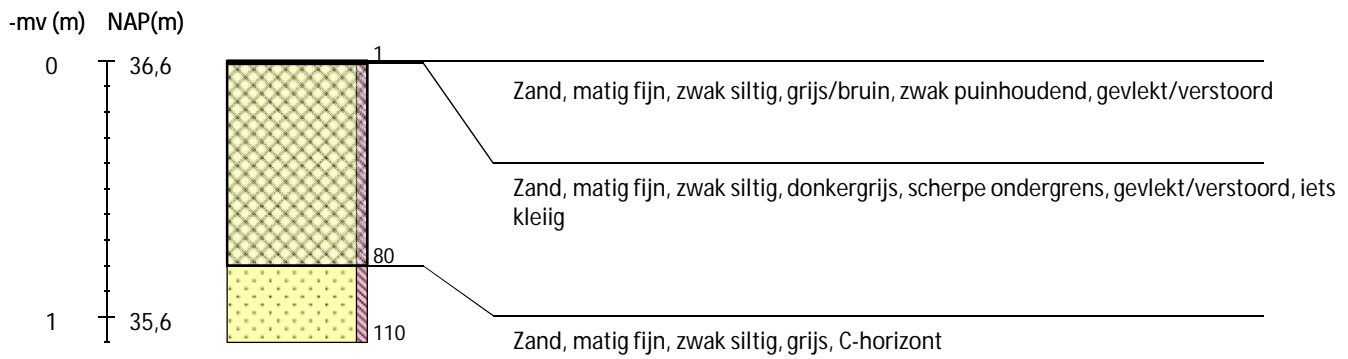 -mv (m) NAP(m)
0 36,6
1
Zand, matig fijn, zwak siltig, grijs/bruin, zwak puinhoudend, gevlekt/verstoord
Zand, matig fijn, zwak siltig, donkergrijs, scherpe ondergrens, gevlekt/verstoord, iets
kleiig
80
1 35,6
110
Zand, matig fijn, zwak siltig, grijs, C-horizont